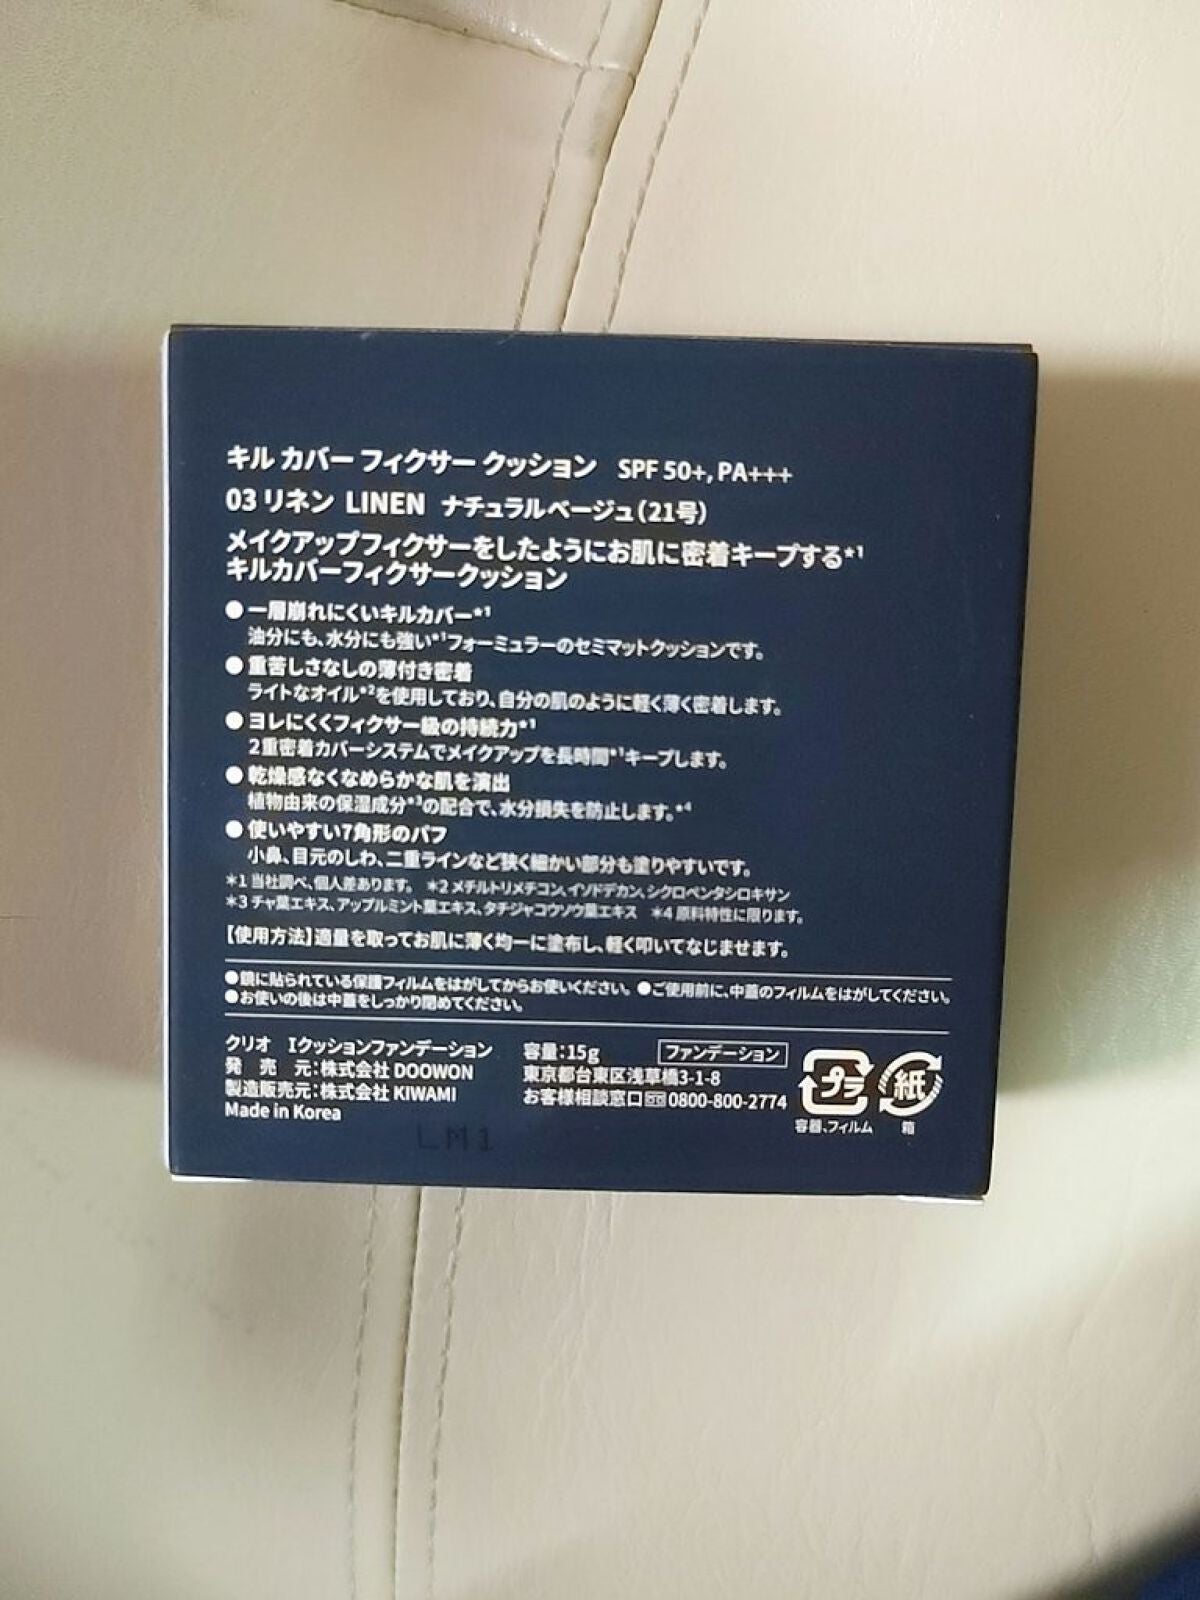 キル カバー フィクサー クッション SPF 50+, PA+++
03 リネン LINEN ナチュラルベージュ(21号)
メイクアップフィクサーをしたようにお肌に密着キープする*1
キルカバーフィクサークッション
● 一層崩れにくいキルカバー*1
油分にも、水分にも強い*1フォーミュラーのセミマットクッションです。
● 重苦しさなしの薄付き密着
ライトなオイル*2を使用しており、自分の肌のように軽く薄く密着します。
● ヨレにくくフィクサー級の持続力*1
2重密着カバーシステムでメイクアップを長時間*1キープします。
● 乾燥感なくなめらかな肌を演出
植物由来の保湿成分*3の配合で、水分損失を防止します。*4
● 使いやすい7角形のパフ
小鼻、目元のしわ、二重ラインなど狭く細かい部分も塗りやすいです。
*1 当社調べ、個人差あります。 *2 メチルトリメチコン、イソドデカン、シクロペンタシロキサン
*3 チャ葉エキス、アップルミント葉エキス、タチジャコウソウ葉エキス *4 原料特性に限ります。
【使用方法】適量を取ってお肌に薄く均一に塗布し、軽く叩いてなじませます。
●鏡に貼られている保護フィルムをはがしてからお使いください。 ●ご使用前に、中蓋のフィルムをはがしてください。
●お使いの後は中蓋をしっかり閉めてください。
クリオ Iクッションファンデーション
発 売 元:株式会社 DOOWON
製造販売元:株式会社 KIWAMI
Made in Korea
容量:15g ファンデーション
東京都台東区浅草橋3-1-8
お客様相談窓口 0800-800-2774
プラ
容器、フィルム
紙
箱
LM1